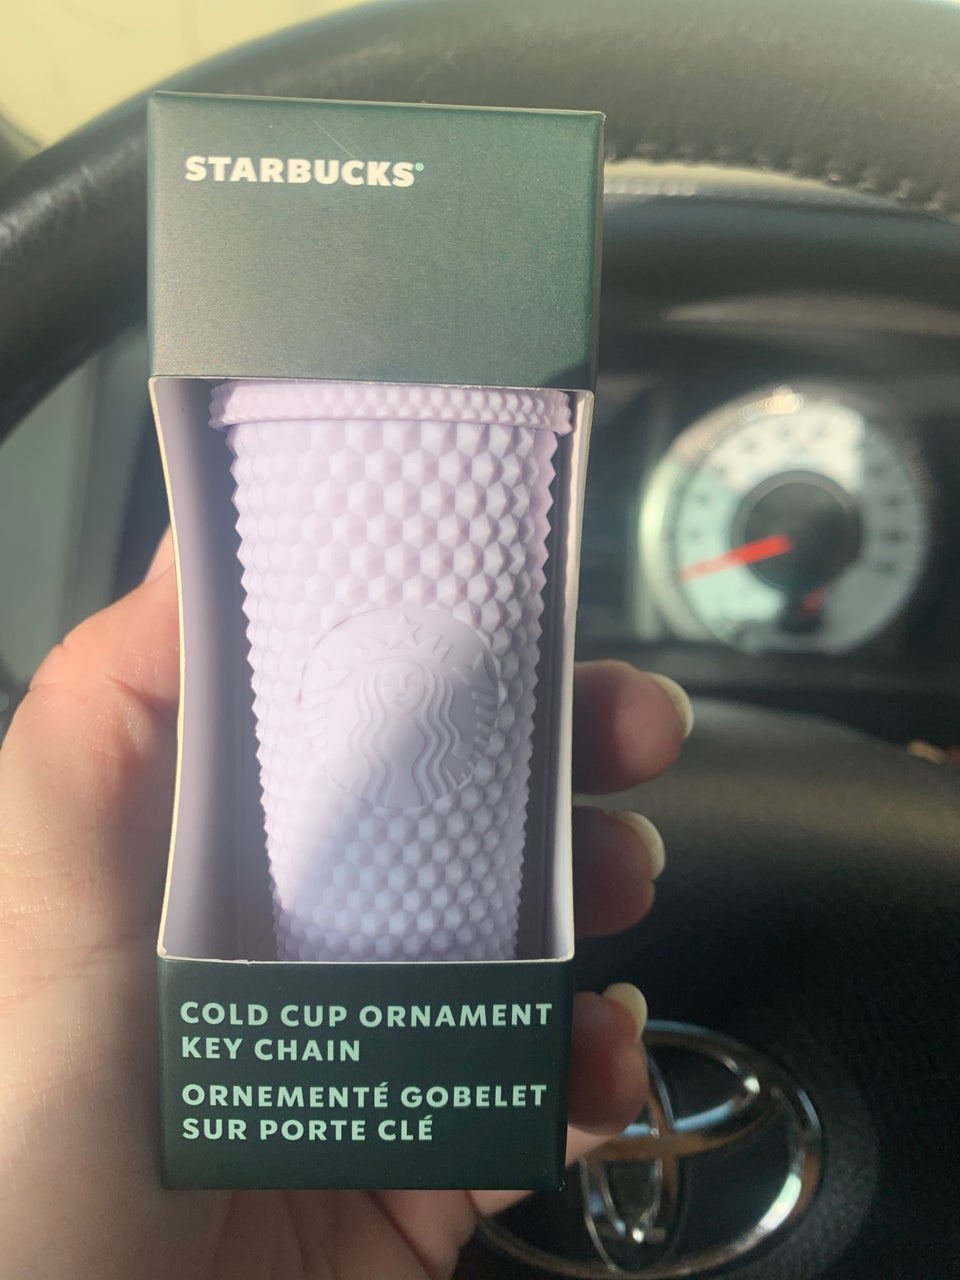 STARBUCKS®
COLD CUP ORNAMENT
KEY CHAIN
ORNEMENTÉ GOBELET
SUR PORTE CLÉ